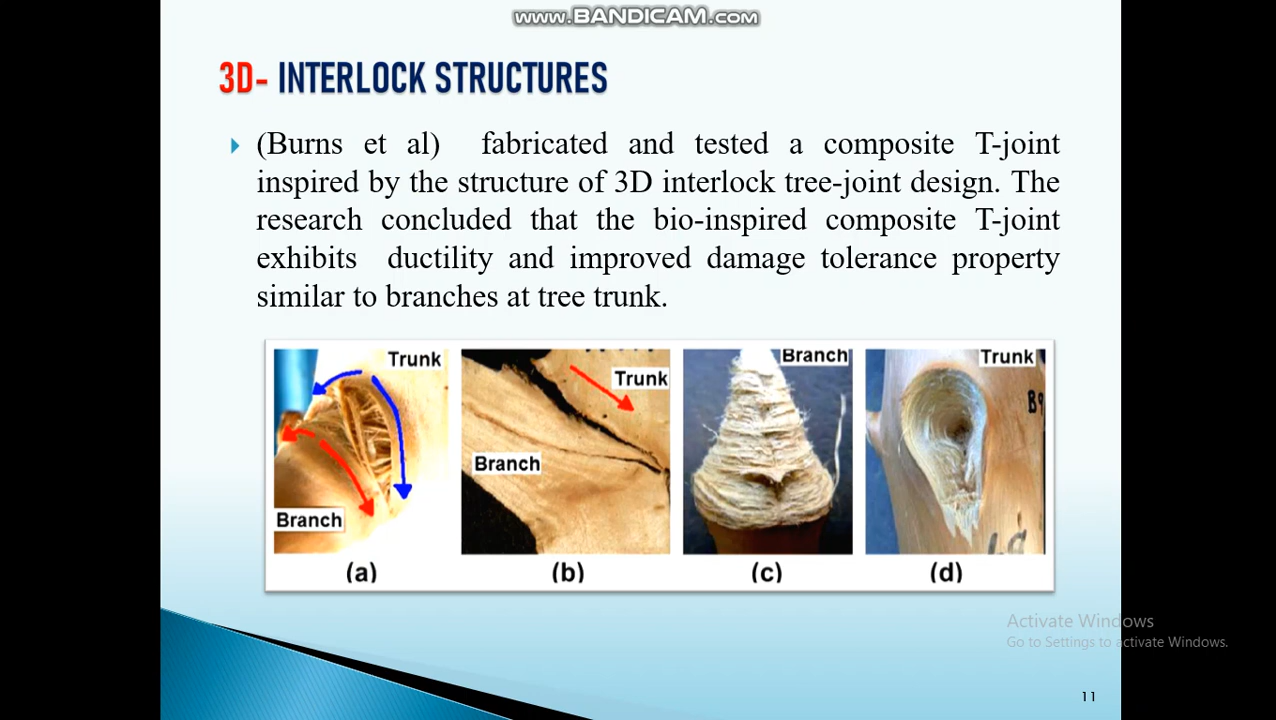 www.BANDICAM.com
3D- INTERLOCK STRUCTURES
(Burns et al) fabricated and tested a composite T-joint
inspired by the structure of 3D interlock tree-joint design. The
research concluded that the bio-inspired composite T-joint
exhibits ductility and improved damage tolerance property
similar to branches at tree trunk.
Trunk
Branch
Trunk
Branch
Branch
Trunk
(a) (b) (c) (d)
Activate Windows
Go to Settings to activate Windows.
11